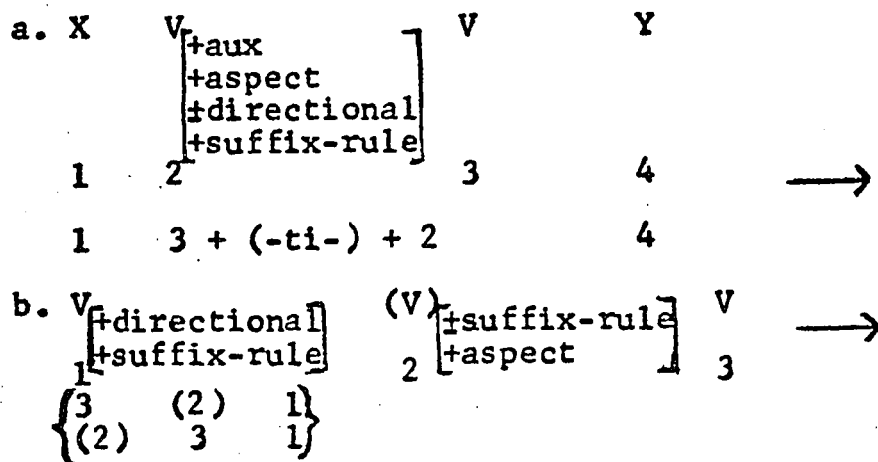 a. X V [+aux V Y
+aspect
±directional
+suffix-rule]
1 2 3 4 →
1 3 + (-ti-) + 2 4
b. V [+directional (V) [±suffix-rule V →
+suffix-rule] +aspect]
1 2 3
{3 (2) 1
(2) 3 1}